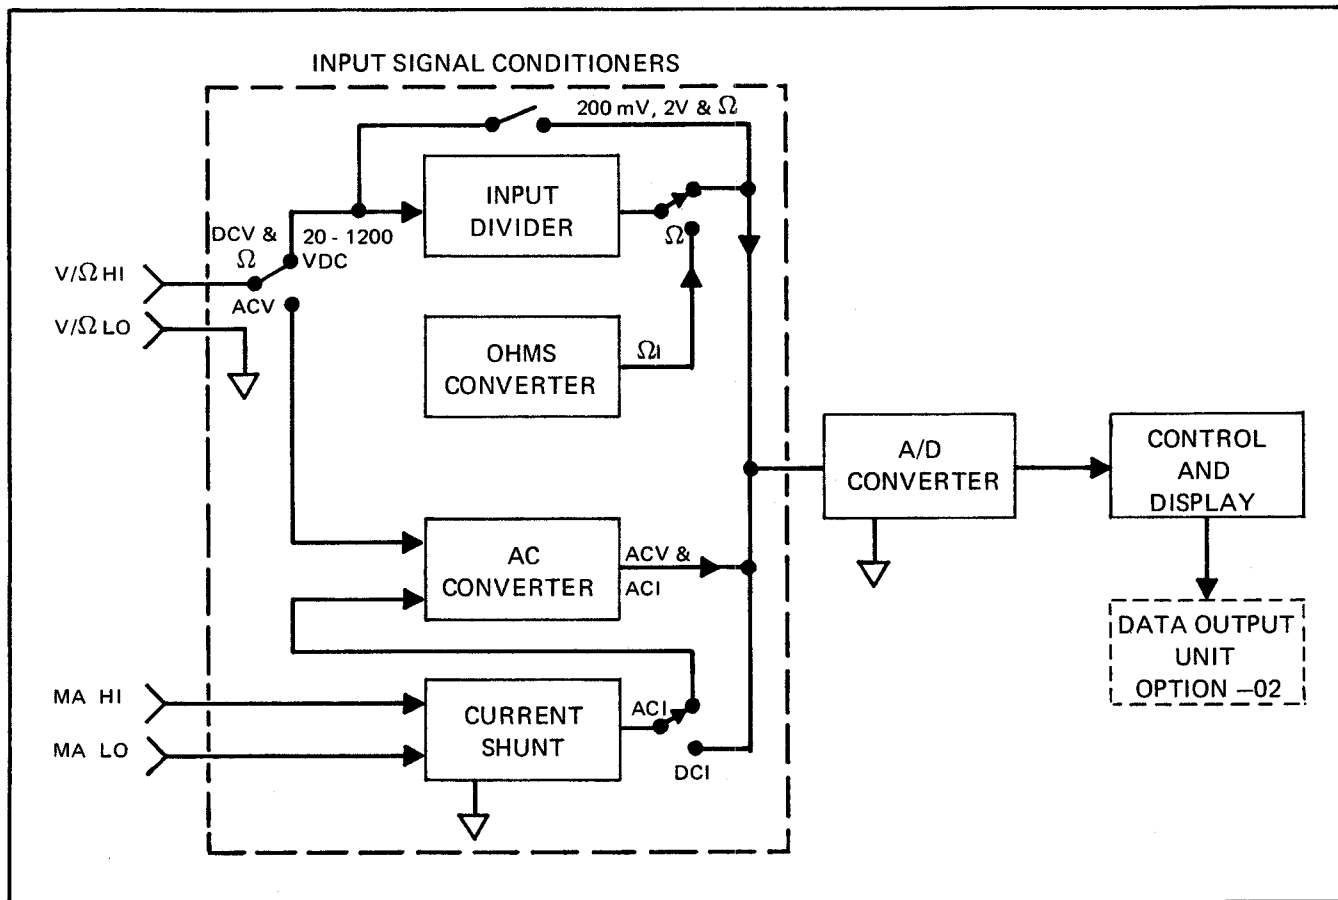 INPUT SIGNAL CONDITIONERS
200 mV, 2V & Ω
INPUT
DIVIDER
DCV &
Ω
20 - 1200
VDC
Ω
V/Ω HI
ACV
V/Ω LO
OHMS
CONVERTER
ΩI
A/D
CONVERTER
CONTROL
AND
DISPLAY
AC
CONVERTER
ACV &
ACI
DATA OUTPUT
UNIT
OPTION –02
MA HI
MA LO
CURRENT
SHUNT
ACI
DCI